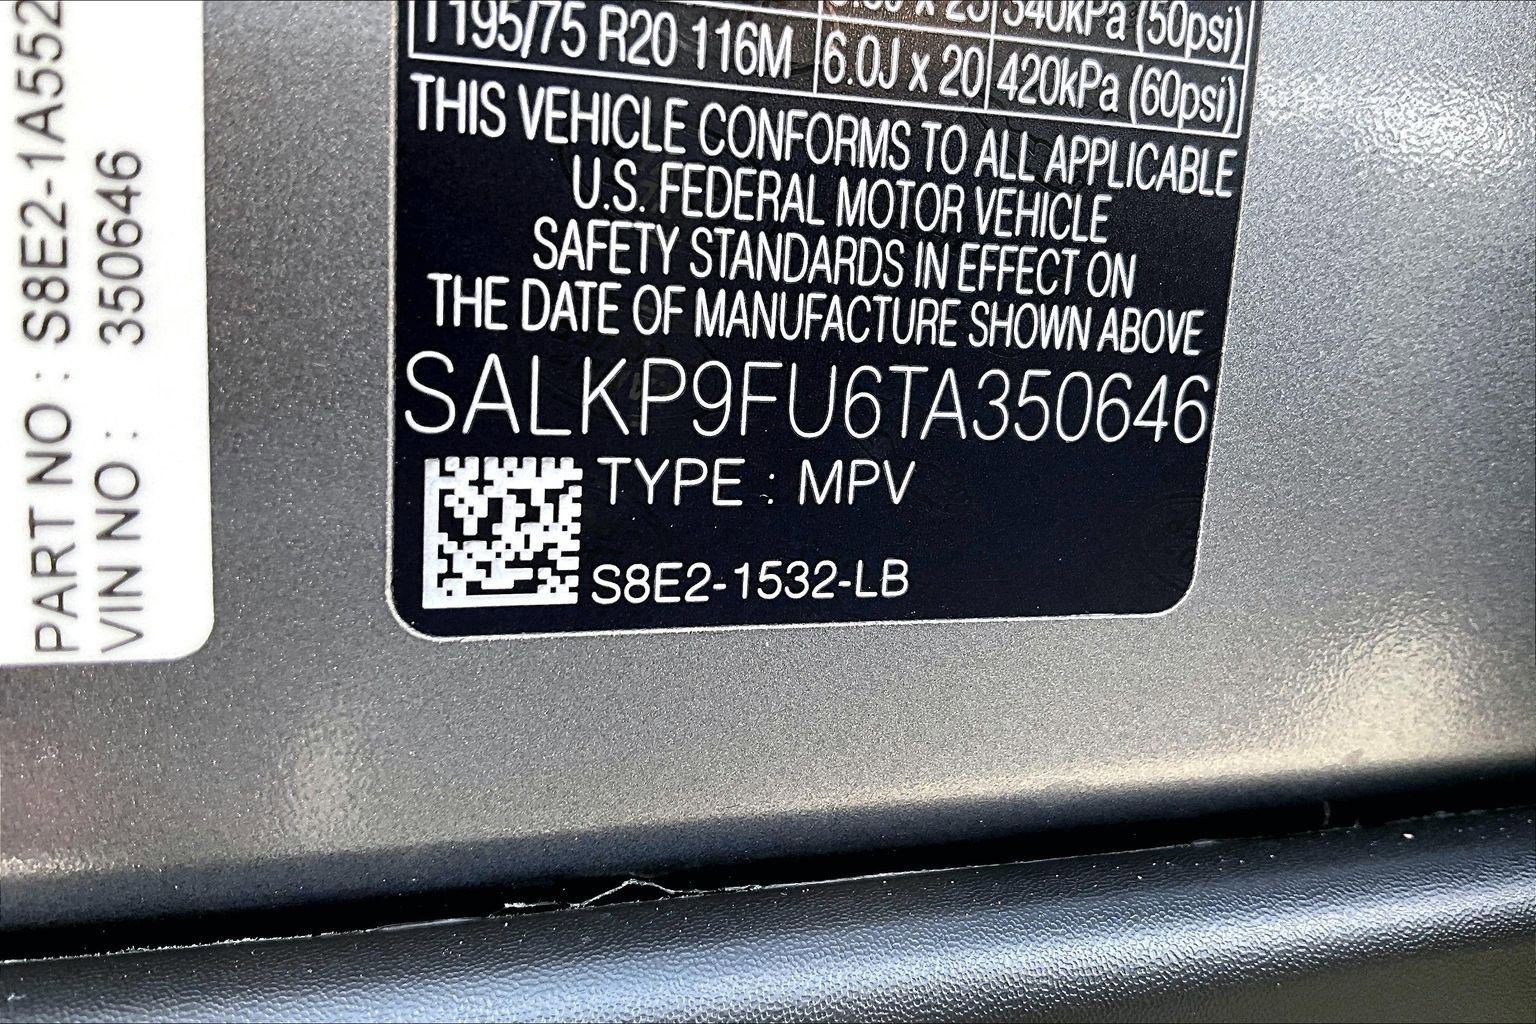 PART NO : S8E2-1A552
VIN NO : 350646
T195/75 R20 116M 6.0J x 20 420kPa (60psi)
THIS VEHICLE CONFORMS TO ALL APPLICABLE
U.S. FEDERAL MOTOR VEHICLE
SAFETY STANDARDS IN EFFECT ON
THE DATE OF MANUFACTURE SHOWN ABOVE
SALKP9FU6TA350646
TYPE : MPV
S8E2-1532-LB